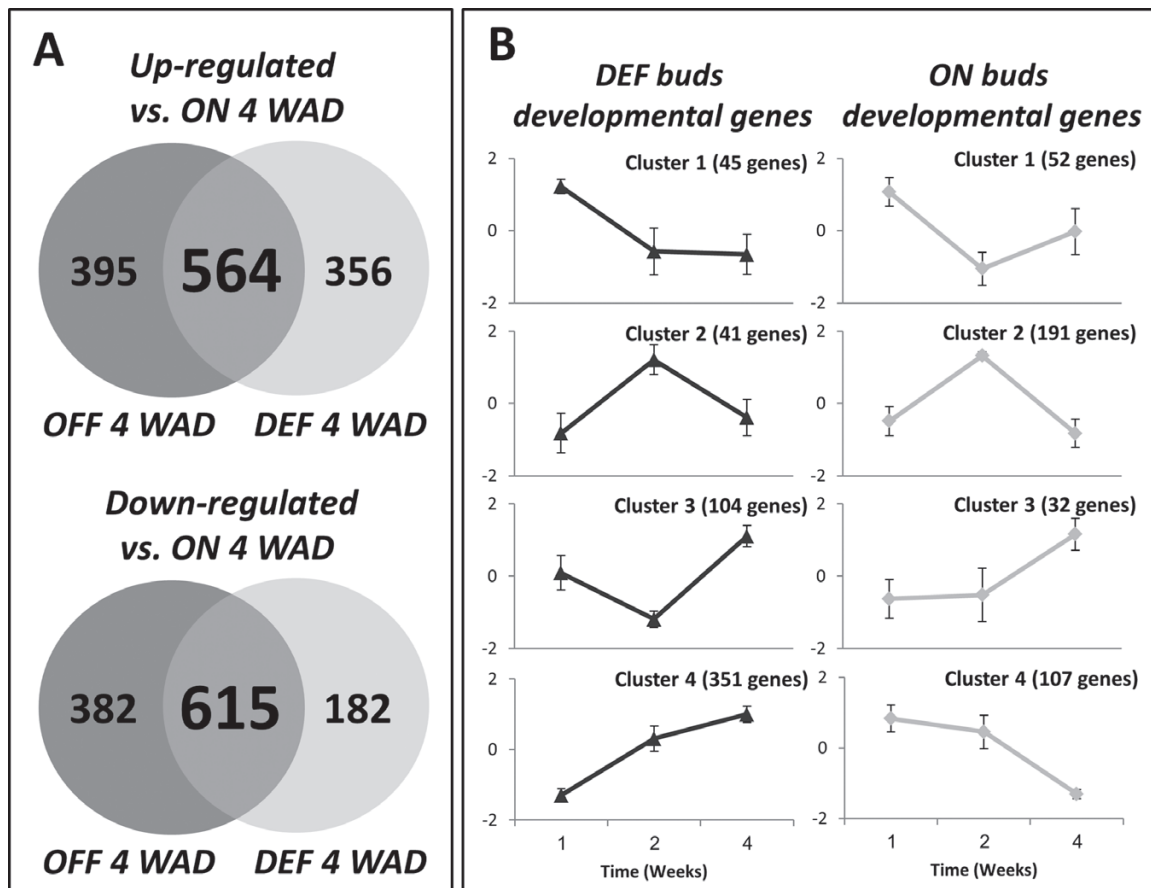 A
Up-regulated
vs. ON 4 WAD
395 564 356
OFF 4 WAD DEF 4 WAD
Down-regulated
vs. ON 4 WAD
382 615 182
OFF 4 WAD DEF 4 WAD
B
DEF buds
developmental genes
2
Cluster 1 (45 genes)
0
-2
2
Cluster 2 (41 genes)
0
-2
2
Cluster 3 (104 genes)
0
-2
2
Cluster 4 (351 genes)
0
-2
1 2 4
Time (Weeks)
ON buds
developmental genes
2
Cluster 1 (52 genes)
0
-2
2
Cluster 2 (191 genes)
0
-2
2
Cluster 3 (32 genes)
0
-2
2
Cluster 4 (107 genes)
0
-2
1 2 4
Time (Weeks)